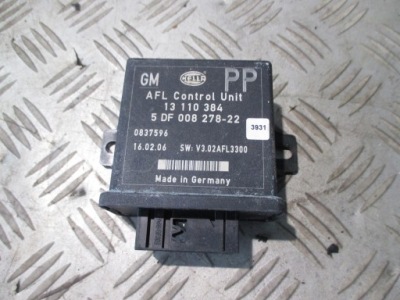 GM HELLA PP
AFL Control Unit
13 110 384
5 DF 008 278-22
0837596
3931
16.02.06 SW: V3.02AFL3300
Made in Germany